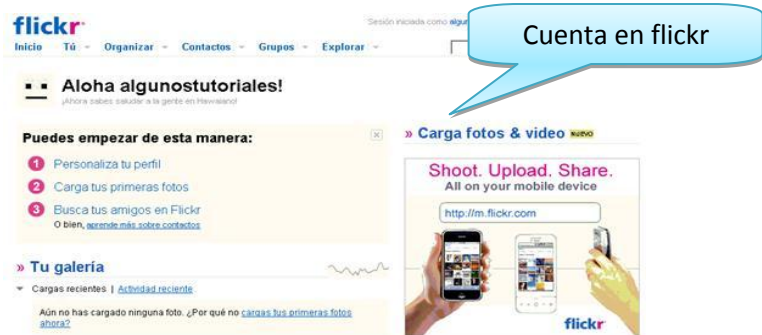 flickr
Sesión iniciada como
Cuenta en flickr
Inicio Tú Organizar Contactos Grupos Explorar
Aloha algunostutoriales!
¡Ahora sabes saludar a la gente en Hawaiano!
Puedes empezar de esta manera:
1 Personaliza tu perfil
2 Carga tus primeras fotos
3 Busca tus amigos en Flickr
O bien, aprende más sobre contactos
» Tu galería
Cargas recientes | Actividad reciente
Aún no has cargado ninguna foto. ¿Por qué no cargas tus primeras fotos
ahora?
» Carga fotos & video NUEVO
Shoot. Upload. Share.
All on your mobile device
http://m.flickr.com
flickr